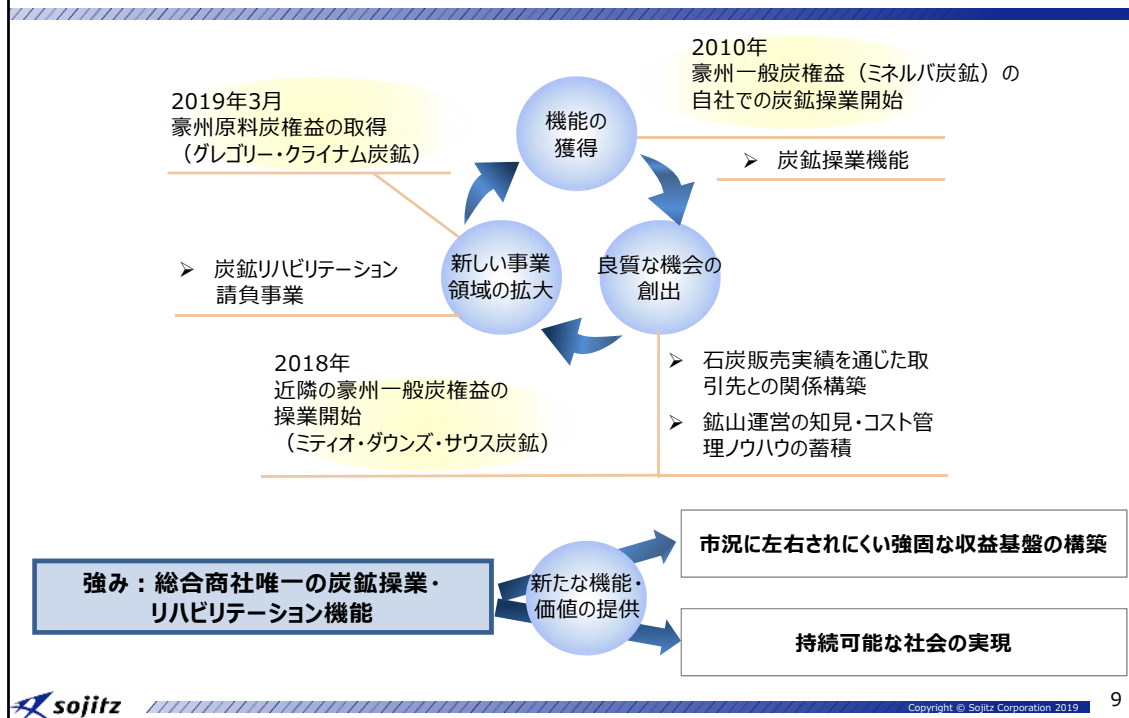 2010年
豪州一般炭権益（ミネルバ炭鉱）の
自社での炭鉱操業開始
➢ 炭鉱操業機能
2019年3月
豪州原料炭権益の取得
（グレゴリー・クライナム炭鉱）
機能の
獲得
新しい事業
領域の拡大
良質な機会の
創出
➢ 炭鉱リハビリテーション
請負事業
2018年
近隣の豪州一般炭権益の
操業開始
（ミティオ・ダウンズ・サウス炭鉱）
➢ 石炭販売実績を通じた取
引先との関係構築
➢ 鉱山運営の知見・コスト管
理ノウハウの蓄積
強み：総合商社唯一の炭鉱操業・
リハビリテーション機能
新たな機能・
価値の提供
市況に左右されにくい強固な収益基盤の構築
持続可能な社会の実現
sojitz
Copyright © Sojitz Corporation 2019
9